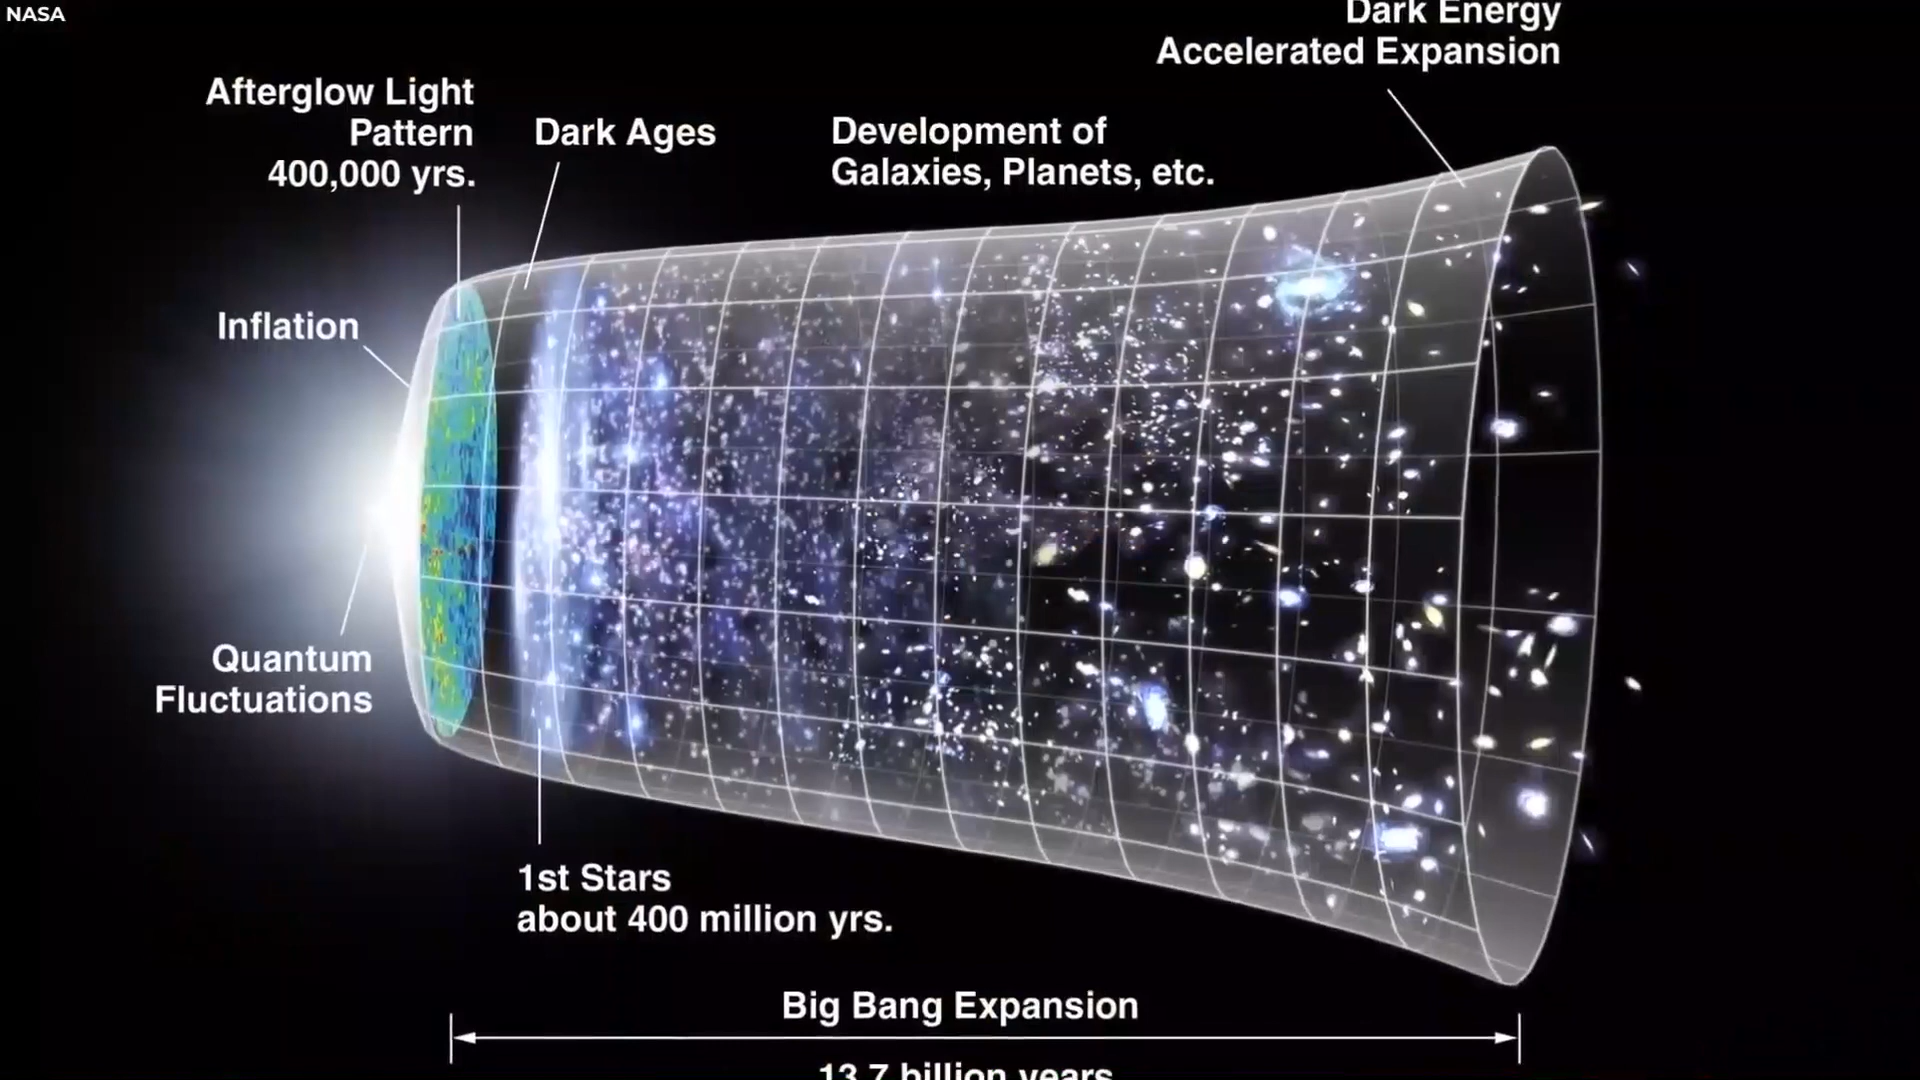 NASA
Dark Energy
Accelerated Expansion
Afterglow Light
Pattern
400,000 yrs.
Dark Ages
Development of
Galaxies, Planets, etc.
Inflation
Quantum
Fluctuations
1st Stars
about 400 million yrs.
Big Bang Expansion
13.7 billion years